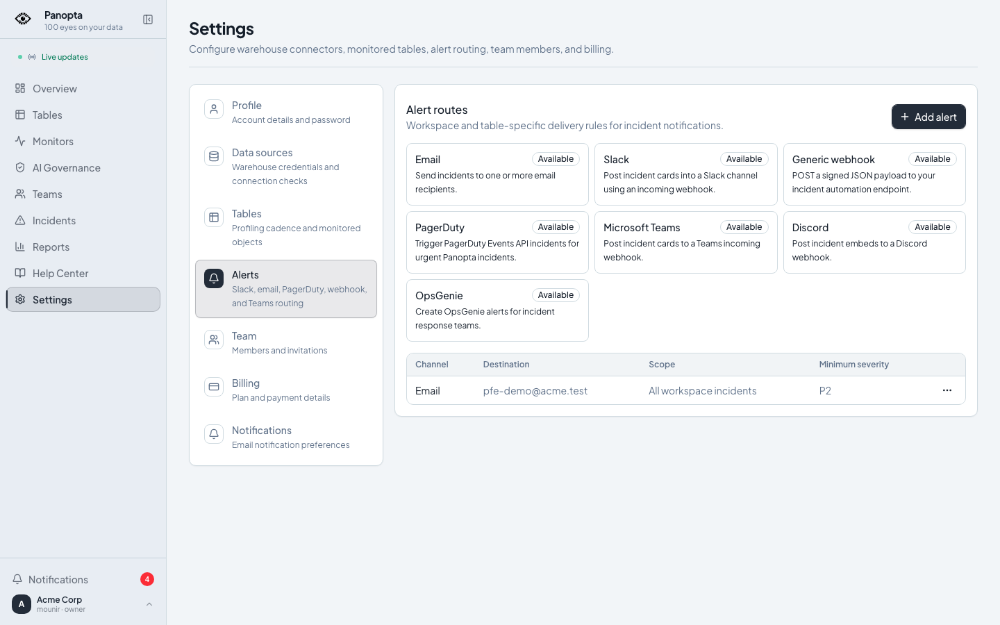 Panopta
100 eyes on your data
Live updates
Overview
Tables
Monitors
AI Governance
Teams
Incidents
Reports
Help Center
Settings
Notifications
4
A
Acme Corp
mounir · owner
Settings
Configure warehouse connectors, monitored tables, alert routing, team members, and billing.
Profile
Account details and password
Data sources
Warehouse credentials and
connection checks
Tables
Profiling cadence and monitored
objects
Alerts
Slack, email, PagerDuty, webhook,
and Teams routing
Team
Members and invitations
Billing
Plan and payment details
Notifications
Email notification preferences
Alert routes
Workspace and table-specific delivery rules for incident notifications.
Add alert
Email
Available
Send incidents to one or more email
recipients.
Slack
Available
Post incident cards into a Slack channel
using an incoming webhook.
Generic webhook
Available
POST a signed JSON payload to your
incident automation endpoint.
PagerDuty
Available
Trigger PagerDuty Events API incidents for
urgent Panopta incidents.
Microsoft Teams
Available
Post incident cards to a Teams incoming
webhook.
Discord
Available
Post incident embeds to a Discord
webhook.
OpsGenie
Available
Create OpsGenie alerts for incident
response teams.
Channel Destination Scope Minimum severity
Email pfe-demo@acme.test All workspace incidents P2